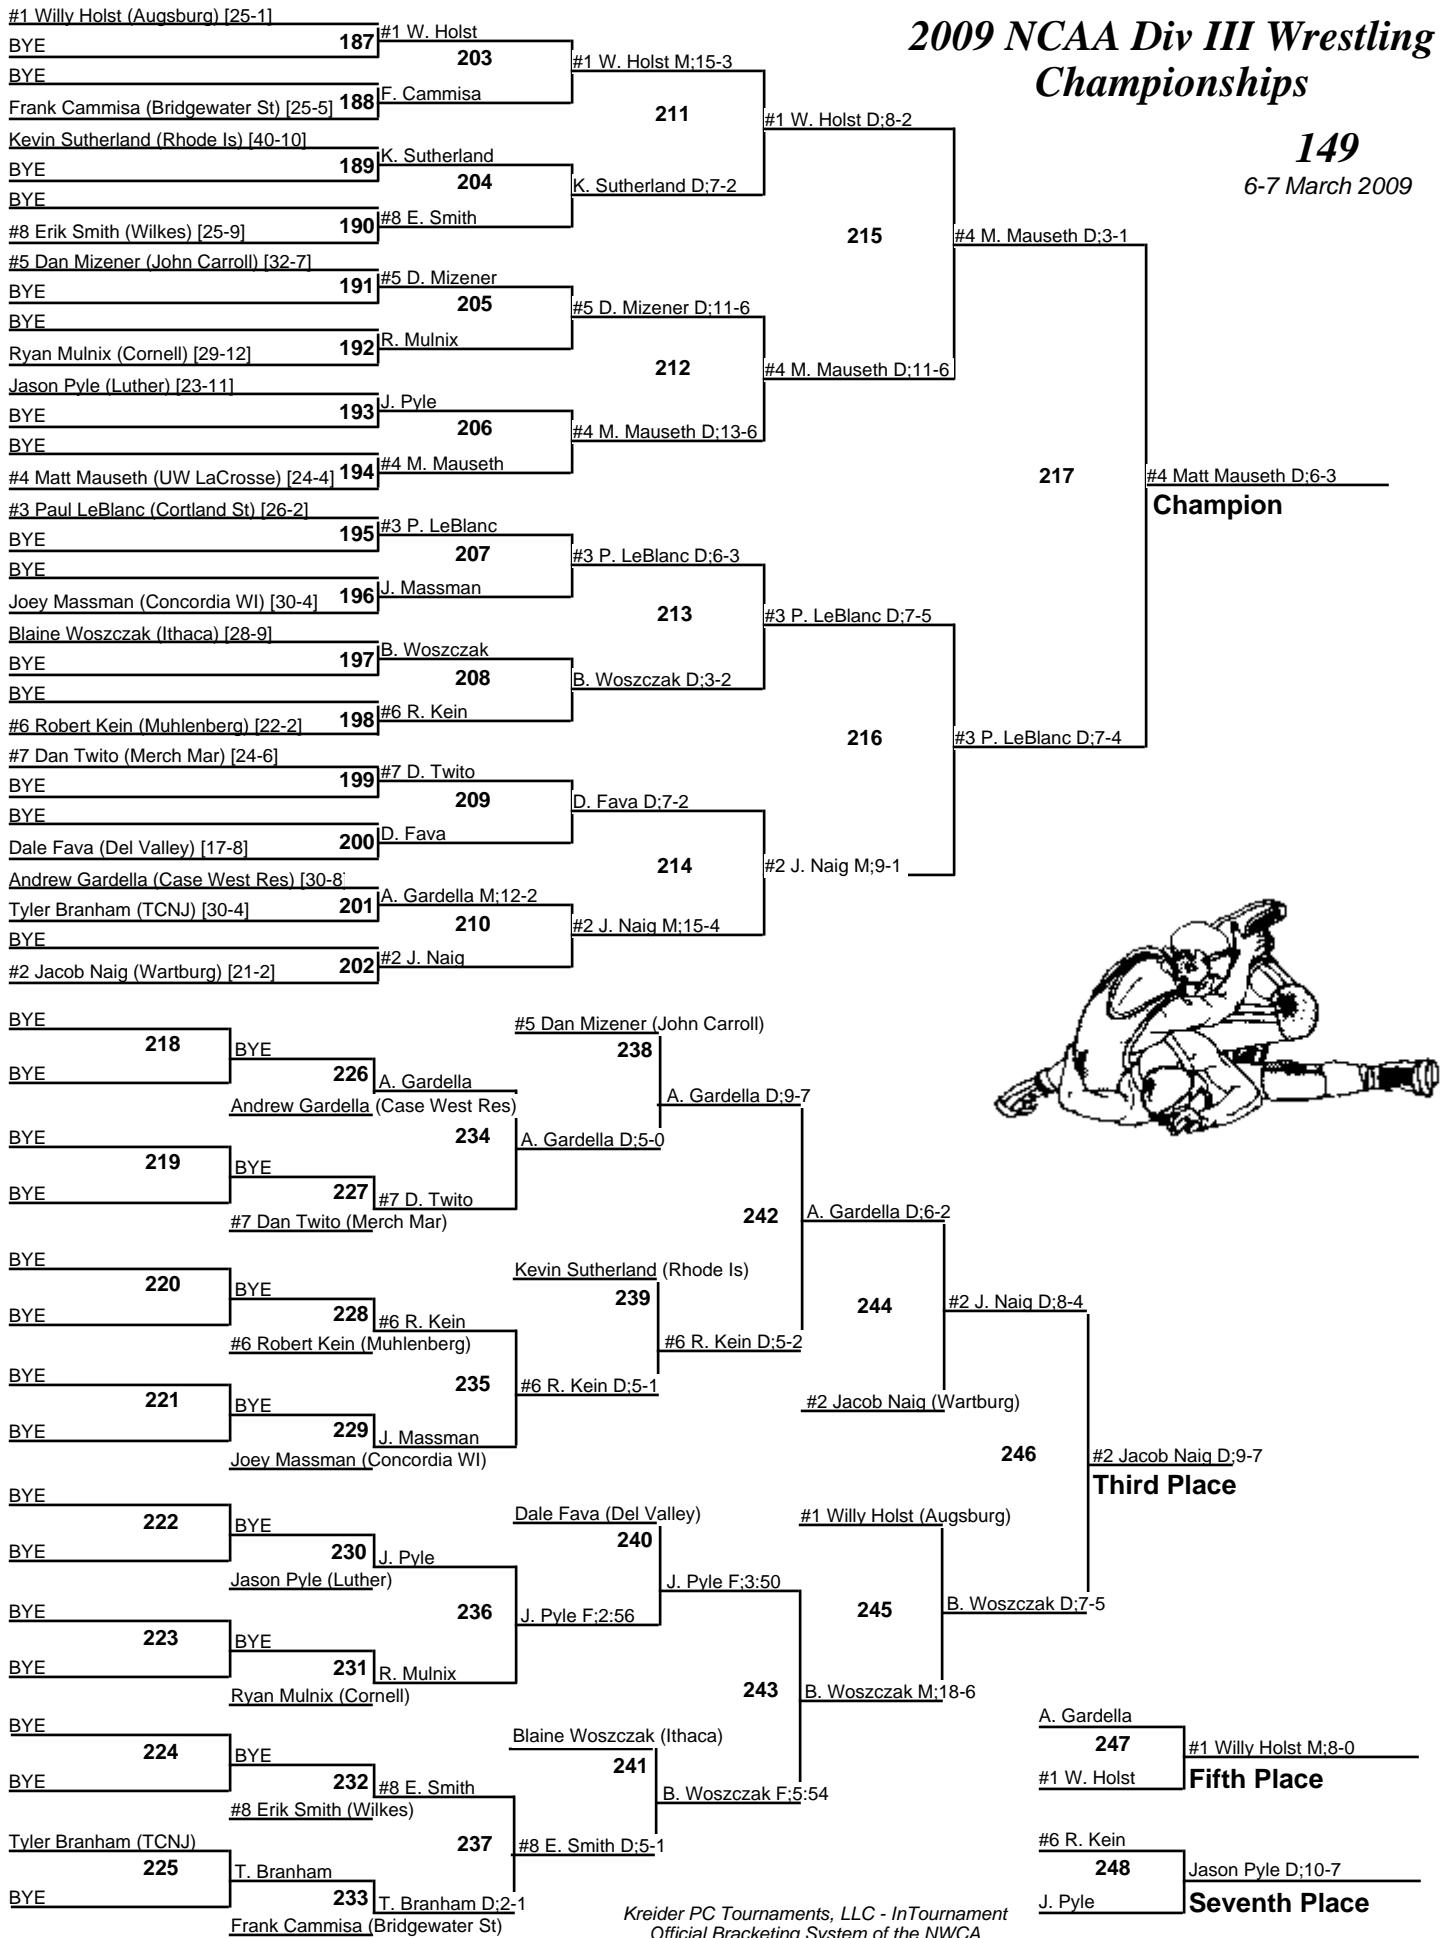 2009 NCAA Div III Wrestling
Championships
149
6-7 March 2009
#1 Willy Holst (Augsburg) [25-1]
BYE
187
#1 W. Holst
203
BYE
Frank Cammisa (Bridgewater St) [25-5]
188
F. Cammisa
#1 W. Holst M;15-3
211
Kevin Sutherland (Rhode Is) [40-10]
BYE
189
K. Sutherland
204
BYE
#8 Erik Smith (Wilkes) [25-9]
190
#8 E. Smith
K. Sutherland D;7-2
#1 W. Holst D;8-2
215
#5 Dan Mizener (John Carroll) [32-7]
BYE
191
#5 D. Mizener
205
BYE
Ryan Mulnix (Cornell) [29-12]
192
R. Mulnix
#5 D. Mizener D;11-6
212
Jason Pyle (Luther) [23-11]
BYE
193
J. Pyle
206
BYE
#4 Matt Mauseth (UW LaCrosse) [24-4]
194
#4 M. Mauseth
#4 M. Mauseth D;13-6
#4 M. Mauseth D;11-6
#4 M. Mauseth D;3-1
217
#4 Matt Mauseth D;6-3
Champion
#3 Paul LeBlanc (Cortland St) [26-2]
BYE
195
#3 P. LeBlanc
207
BYE
Joey Massman (Concordia WI) [30-4]
196
J. Massman
#3 P. LeBlanc D;6-3
213
Blaine Woszczak (Ithaca) [28-9]
BYE
197
B. Woszczak
208
BYE
#6 Robert Kein (Muhlenberg) [22-2]
198
#6 R. Kein
B. Woszczak D;3-2
#3 P. LeBlanc D;7-5
216
#3 P. LeBlanc D;7-4
#7 Dan Twito (Merch Mar) [24-6]
BYE
199
#7 D. Twito
209
BYE
Dale Fava (Del Valley) [17-8]
200
D. Fava
D. Fava D;7-2
214
Andrew Gardella (Case West Res) [30-8]
Tyler Branham (TCNJ) [30-4]
201
A. Gardella M;12-2
210
BYE
#2 Jacob Naig (Wartburg) [21-2]
202
#2 J. Naig
#2 J. Naig M;15-4
#2 J. Naig M;9-1
BYE
218
BYE
BYE
226
A. Gardella
Andrew Gardella (Case West Res)
234
BYE
219
BYE
BYE
227
#7 D. Twito
#7 Dan Twito (Merch Mar)
#5 Dan Mizener (John Carroll)
238
A. Gardella D;5-0
A. Gardella D;9-7
242
BYE
220
BYE
BYE
228
#6 R. Kein
#6 Robert Kein (Muhlenberg)
235
BYE
221
BYE
BYE
229
J. Massman
Joey Massman (Concordia WI)
Kevin Sutherland (Rhode Is)
239
#6 R. Kein D;5-1
#6 R. Kein D;5-2
A. Gardella D;6-2
244
#2 Jacob Naig (Wartburg)
#2 J. Naig D;8-4
246
#2 Jacob Naig D;9-7
Third Place
BYE
222
BYE
BYE
230
J. Pyle
Jason Pyle (Luther)
236
BYE
223
BYE
BYE
231
R. Mulnix
Ryan Mulnix (Cornell)
Dale Fava (Del Valley)
240
J. Pyle F;2:56
J. Pyle F;3:50
243
#1 Willy Holst (Augsburg)
245
B. Woszczak M;18-6
B. Woszczak D;7-5
BYE
224
BYE
BYE
232
#8 E. Smith
#8 Erik Smith (Wilkes)
237
Tyler Branham (TCNJ)
225
BYE
T. Branham
233
T. Branham D;2-1
Frank Cammisa (Bridgewater St)
Blaine Woszczak (Ithaca)
241
#8 E. Smith D;5-1
B. Woszczak F;5:54
A. Gardella
247
#1 W. Holst
#1 Willy Holst M;8-0
Fifth Place
#6 R. Kein
248
J. Pyle
Jason Pyle D;10-7
Seventh Place
Kreider PC Tournaments, LLC - InTournament
Official Bracketing System of the NWCA